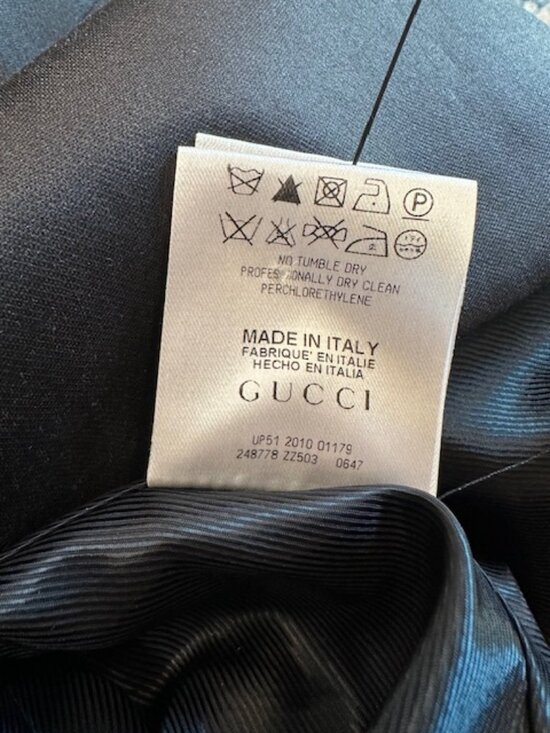 P
NO TUMBLE DRY
PROFESSIONALLY DRY CLEAN
PERCHLORETHYLENE
MADE IN ITALY
FABRIQUE' EN ITALIE
HECHO EN ITALIA
GUCCI
UP51 2010 01179
248778 ZZ503 0647